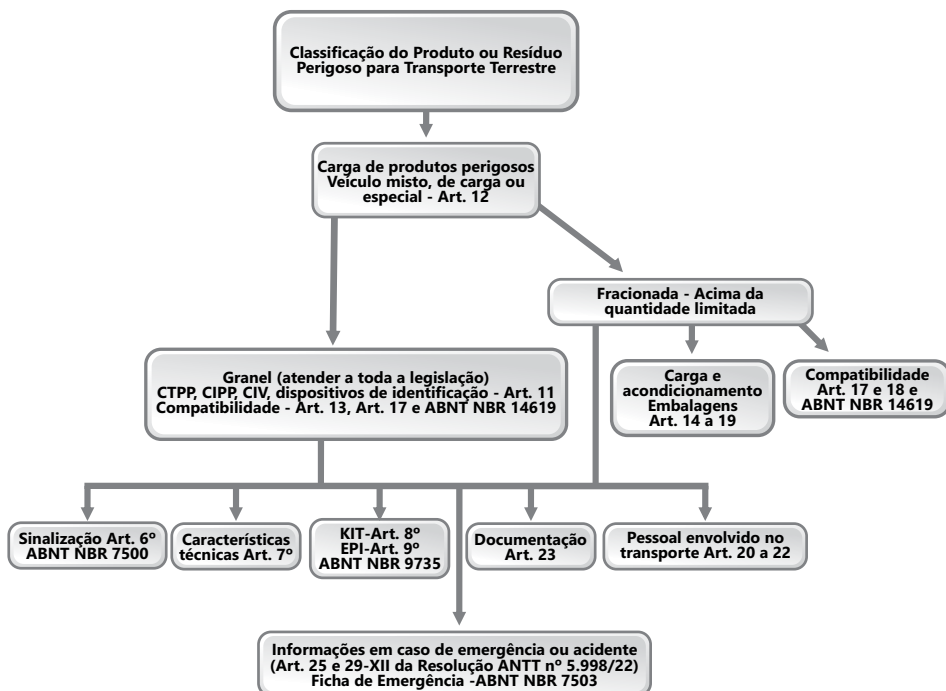 Classificação do Produto ou Resíduo
Perigoso para Transporte Terrestre
Carga de produtos perigosos
Veículo misto, de carga ou
especial - Art. 12
Fracionada - Acima da
quantidade limitada
Granel (atender a toda a legislação)
CTPP, CIPP, CIV, dispositivos de identificação - Art. 11
Compatibilidade - Art. 13, Art. 17 e ABNT NBR 14619
Carga e
acondicionamento
Embalagens
Art. 14 a 19
Compatibilidade
Art. 17 e 18 e
ABNT NBR 14619
Sinalização Art. 6º
ABNT NBR 7500
Características
técnicas Art. 7º
KIT-Art. 8º
EPI-Art. 9º
ABNT NBR 9735
Documentação
Art. 23
Pessoal envolvido no
transporte Art. 20 a 22
Informações em caso de emergência ou acidente
(Art. 25 e 29-XII da Resolução ANTT nº 5.998/22)
Ficha de Emergência -ABNT NBR 7503